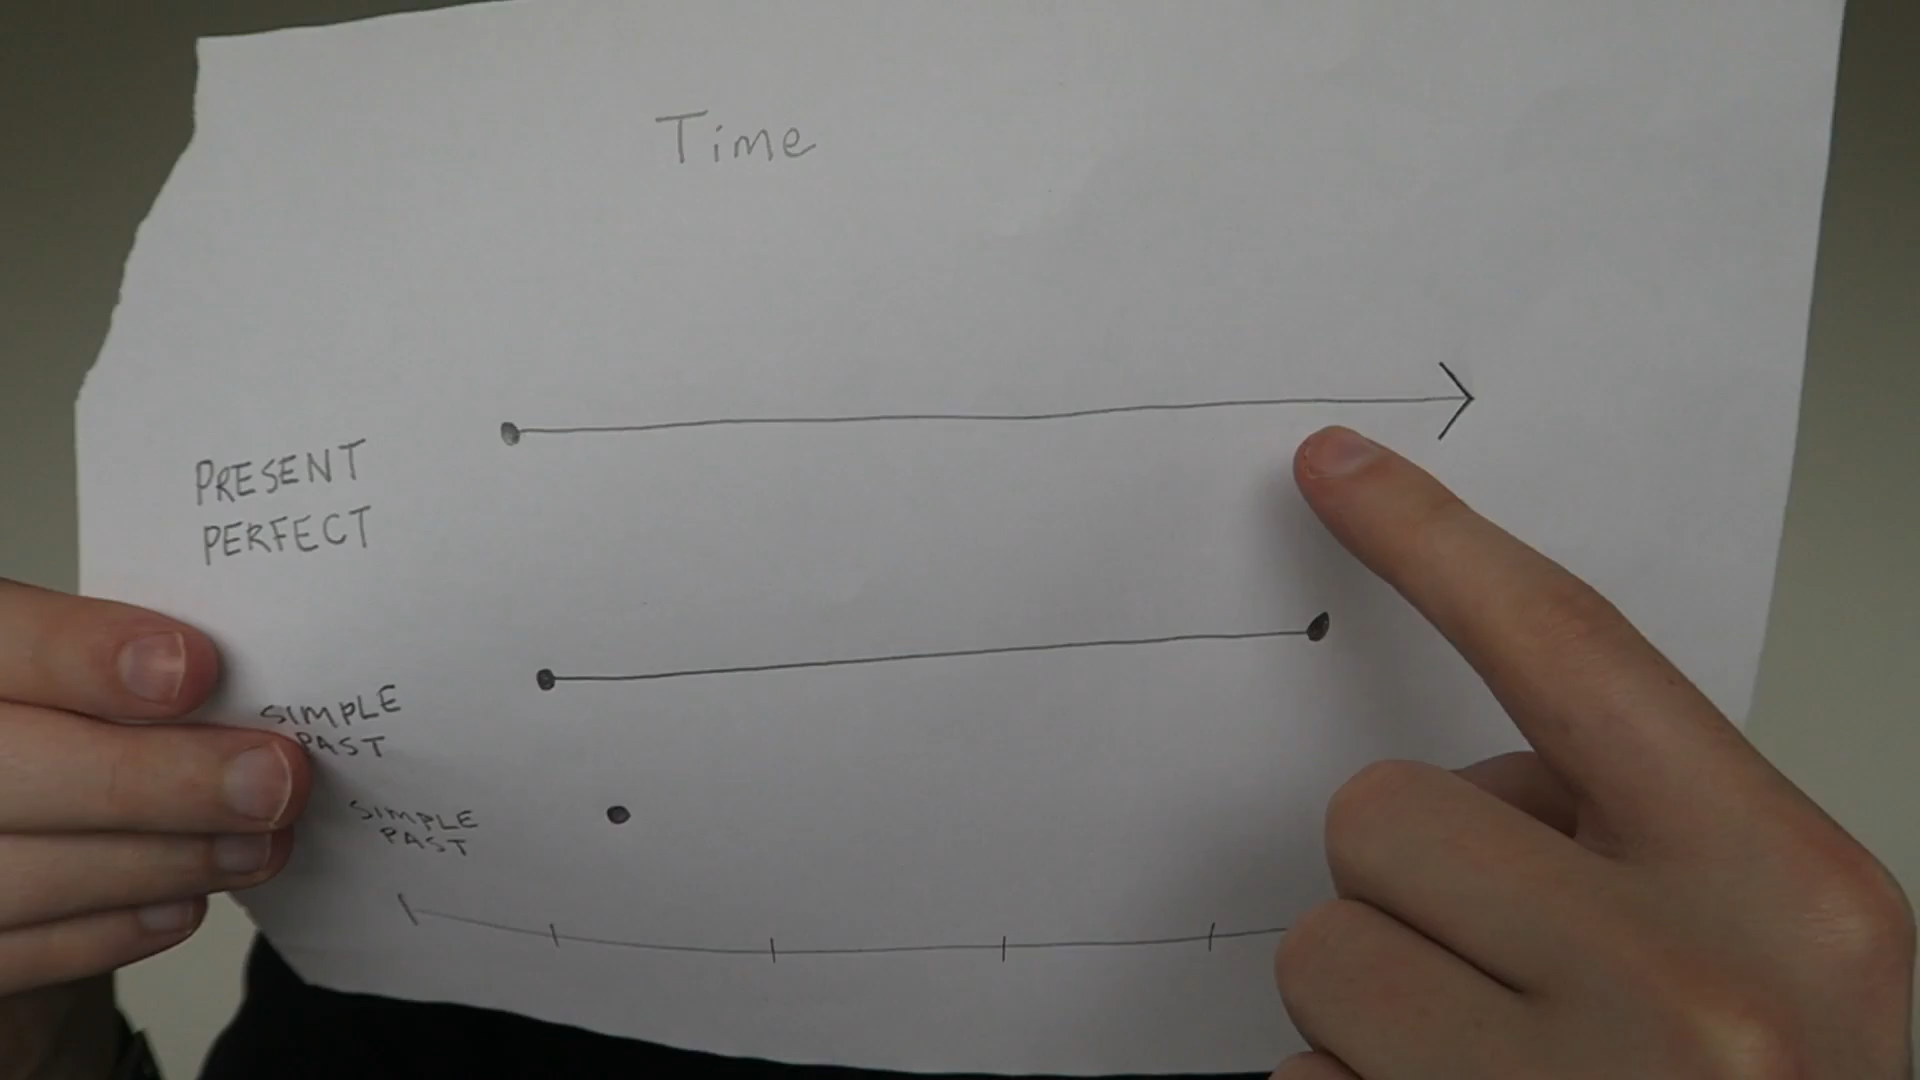 Time
PRESENT
PERFECT
SIMPLE
PAST
SIMPLE
PAST